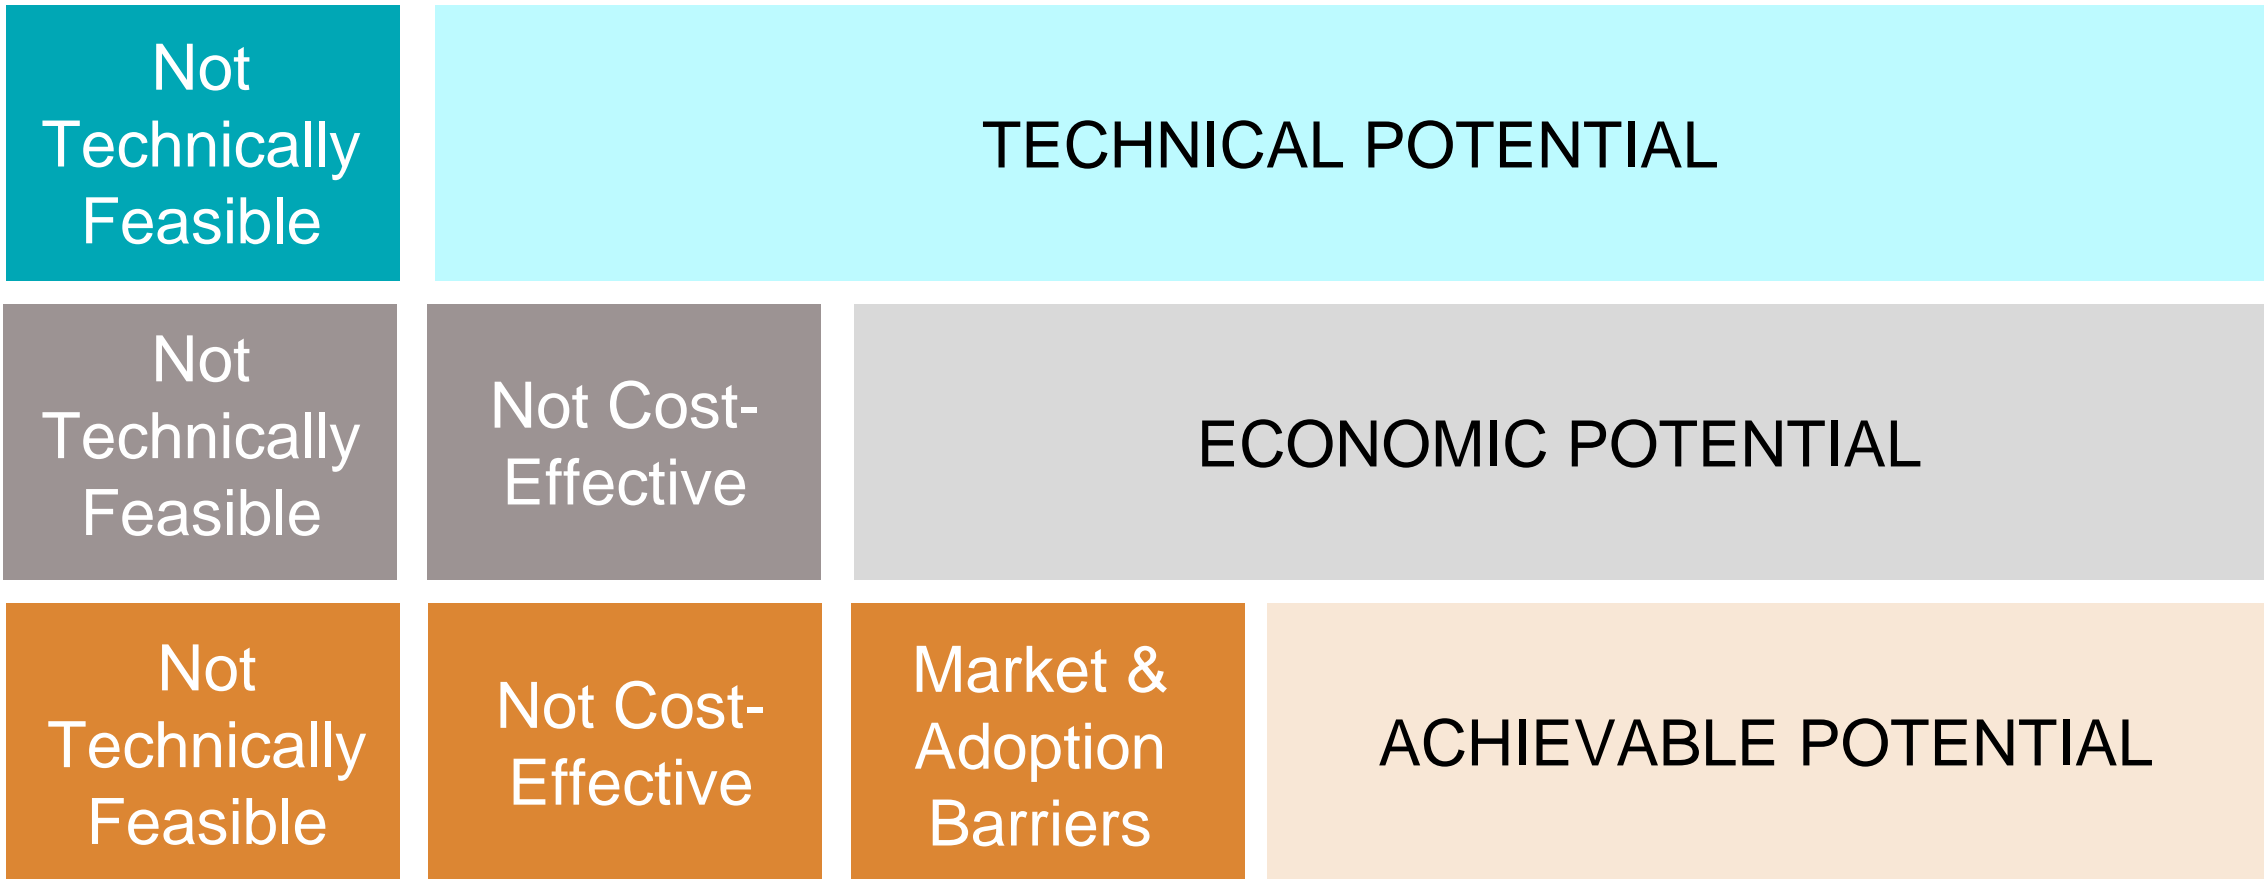 Not
Technically
Feasible
TECHNICAL POTENTIAL
Not
Technically
Feasible
Not Cost-
Effective
ECONOMIC POTENTIAL
Not
Technically
Feasible
Not Cost-
Effective
Market &
Adoption
Barriers
ACHIEVABLE POTENTIAL